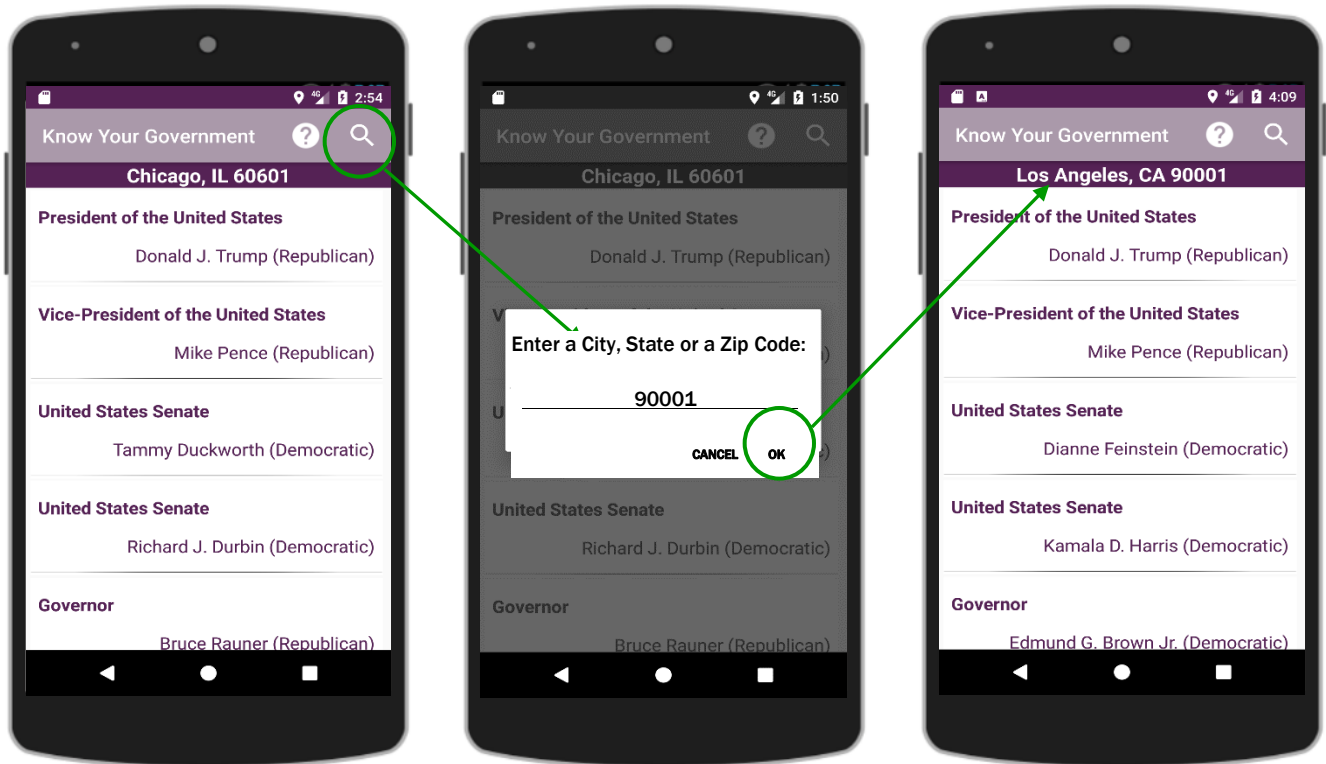 4G 2:54
Know Your Government ?
Chicago, IL 60601
President of the United States
Donald J. Trump (Republican)
Vice-President of the United States
Mike Pence (Republican)
United States Senate
Tammy Duckworth (Democratic)
United States Senate
Richard J. Durbin (Democratic)
Governor
Bruce Rauner (Republican)
4G 1:50
Know Your Government ?
Chicago, IL 60601
President of the United States
Donald J. Trump (Republican)
V
Enter a City, State or a Zip Code:
90001
U
CANCEL OK
United States Senate
Richard J. Durbin (Democratic)
Governor
Bruce Rauner (Republican)
A 4G 4:09
Know Your Government ?
Los Angeles, CA 90001
President of the United States
Donald J. Trump (Republican)
Vice-President of the United States
Mike Pence (Republican)
United States Senate
Dianne Feinstein (Democratic)
United States Senate
Kamala D. Harris (Democratic)
Governor
Edmund G. Brown Jr. (Democratic)